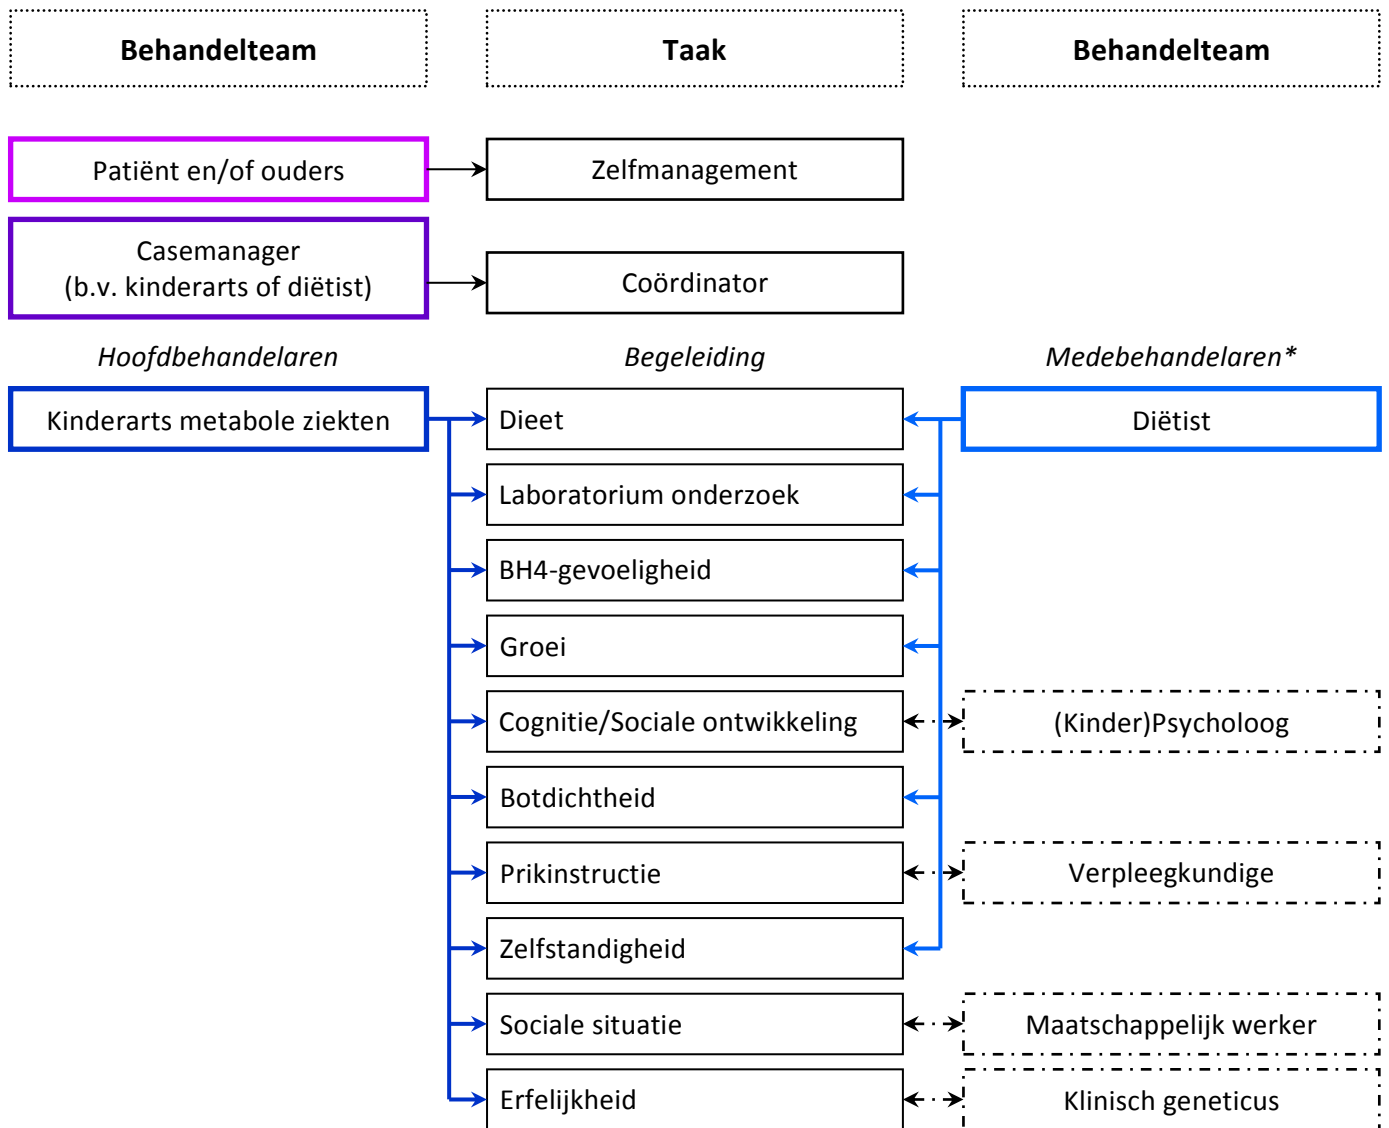 Behandelteam
Taak
Behandelteam
Patiënt en/of ouders
Zelfmanagement
Casemanager
(b.v. kinderarts of diëtist)
Coördinator
Hoofdbehandelaren
Begeleiding
Medebehandelaren*
Kinderarts metabole ziekten
Dieet
Diëtist
Laboratorium onderzoek
BH4-gevoeligheid
Groei
Cognitie/Sociale ontwikkeling
(Kinder)Psycholoog
Botdichtheid
Prikinstructie
Verpleegkundige
Zelfstandigheid
Sociale situatie
Maatschappelijk werker
Erfelijkheid
Klinisch geneticus